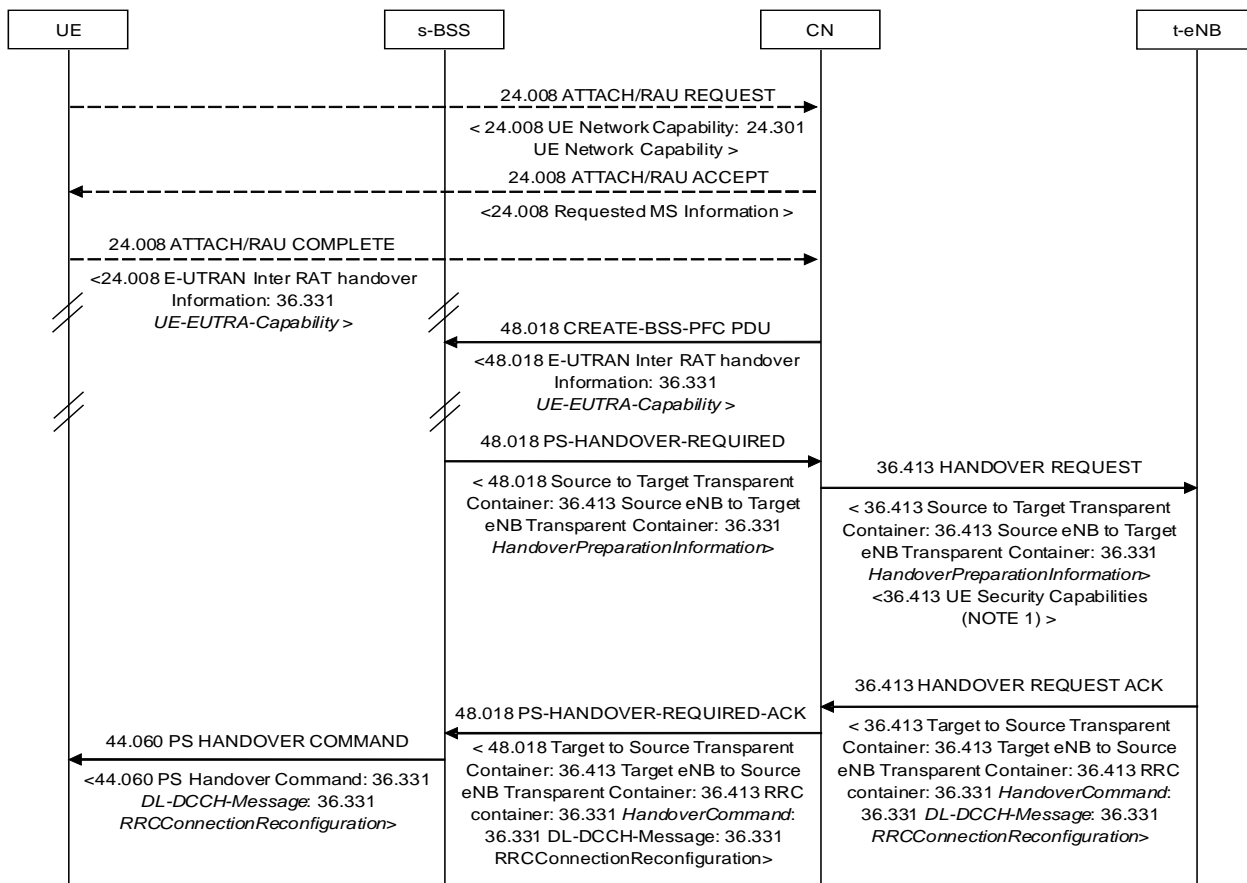 UE
s-BSS
CN
t-eNB
24.008 ATTACH/RAU REQUEST
< 24.008 UE Network Capability: 24.301
UE Network Capability >
24.008 ATTACH/RAU ACCEPT
<24.008 Requested MS Information >
24.008 ATTACH/RAU COMPLETE
<24.008 E-UTRAN Inter RAT handover
Information: 36.331
UE-EUTRA-Capability >
48.018 CREATE-BSS-PFC PDU
<48.018 E-UTRAN Inter RAT handover
Information: 36.331
UE-EUTRA-Capability >
48.018 PS-HANDOVER-REQUIRED
< 48.018 Source to Target Transparent
Container: 36.413 Source eNB to Target
eNB Transparent Container: 36.331
HandoverPreparationInformation>
36.413 HANDOVER REQUEST
< 36.413 Source to Target Transparent
Container: 36.413 Source eNB to Target
eNB Transparent Container: 36.331
HandoverPreparationInformation>
<36.413 UE Security Capabilities
(NOTE 1) >
36.413 HANDOVER REQUEST ACK
< 36.413 Target to Source Transparent
Container: 36.413 Target eNB to Source
eNB Transparent Container: 36.413 RRC
container: 36.331 HandoverCommand:
36.331 DL-DCCH-Message: 36.331
RRCConnectionReconfiguration>
48.018 PS-HANDOVER-REQUIRED-ACK
< 48.018 Target to Source Transparent
Container: 36.413 Target eNB to Source
eNB Transparent Container: 36.413 RRC
container: 36.331 HandoverCommand:
36.331 DL-DCCH-Message: 36.331
RRCConnectionReconfiguration>
44.060 PS HANDOVER COMMAND
<44.060 PS Handover Command: 36.331
DL-DCCH-Message: 36.331
RRCConnectionReconfiguration>